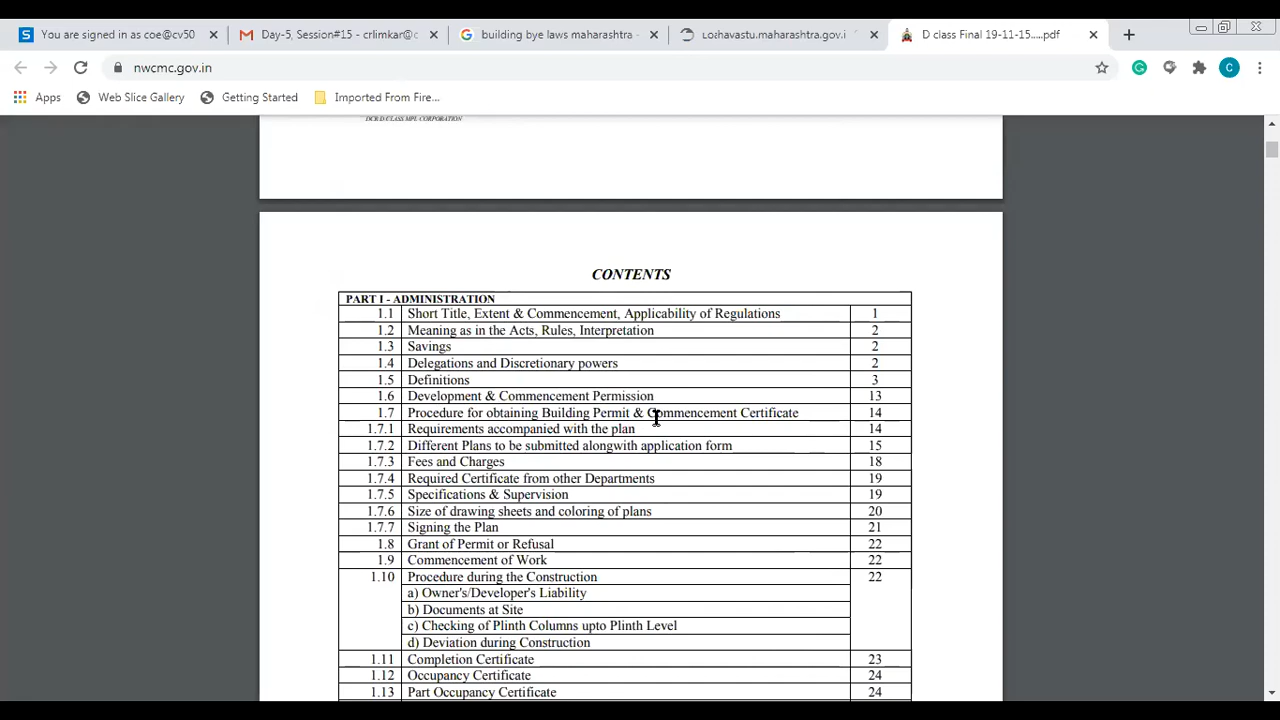 You are signed in as coe@cv50
Day-5, Session#15 - crlimkar@c
building bye laws maharashtra -
D class Final 19-11-15.....pdf
nwcmc.gov.in
C
Apps
Web Slice Gallery
Getting Started
Imported From Fire...
DCR D CLASS MPL CORPORATION
CONTENTS
PART I - ADMINISTRATION
1.1 Short Title, Extent & Commencement, Applicability of Regulations 1
1.2 Meaning as in the Acts, Rules, Interpretation 2
1.3 Savings 2
1.4 Delegations and Discretionary powers 2
1.5 Definitions 3
1.6 Development & Commencement Permission 13
1.7 Procedure for obtaining Building Permit & Commencement Certificate 14
1.7.1 Requirements accompanied with the plan 14
1.7.2 Different Plans to be submitted alongwith application form 15
1.7.3 Fees and Charges 18
1.7.4 Required Certificate from other Departments 19
1.7.5 Specifications & Supervision 19
1.7.6 Size of drawing sheets and coloring of plans 20
1.7.7 Signing the Plan 21
1.8 Grant of Permit or Refusal 22
1.9 Commencement of Work 22
1.10 Procedure during the Construction 22
a) Owner's/Developer's Liability
b) Documents at Site
c) Checking of Plinth Columns upto Plinth Level
d) Deviation during Construction
1.11 Completion Certificate 23
1.12 Occupancy Certificate 24
1.13 Part Occupancy Certificate 24